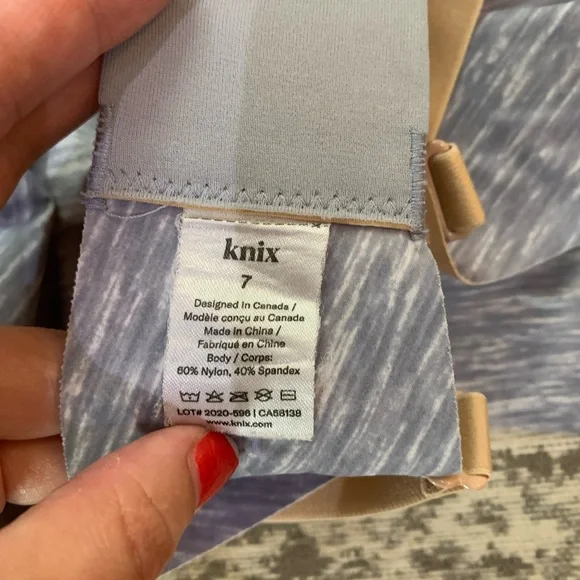 knix
7
Designed in Canada /
Modèle conçu au Canada
Made in China /
Fabriqué en Chine
Body / Corps:
60% Nylon, 40% Spandex
LOT# 2020-696 | CA58138
www.knix.com